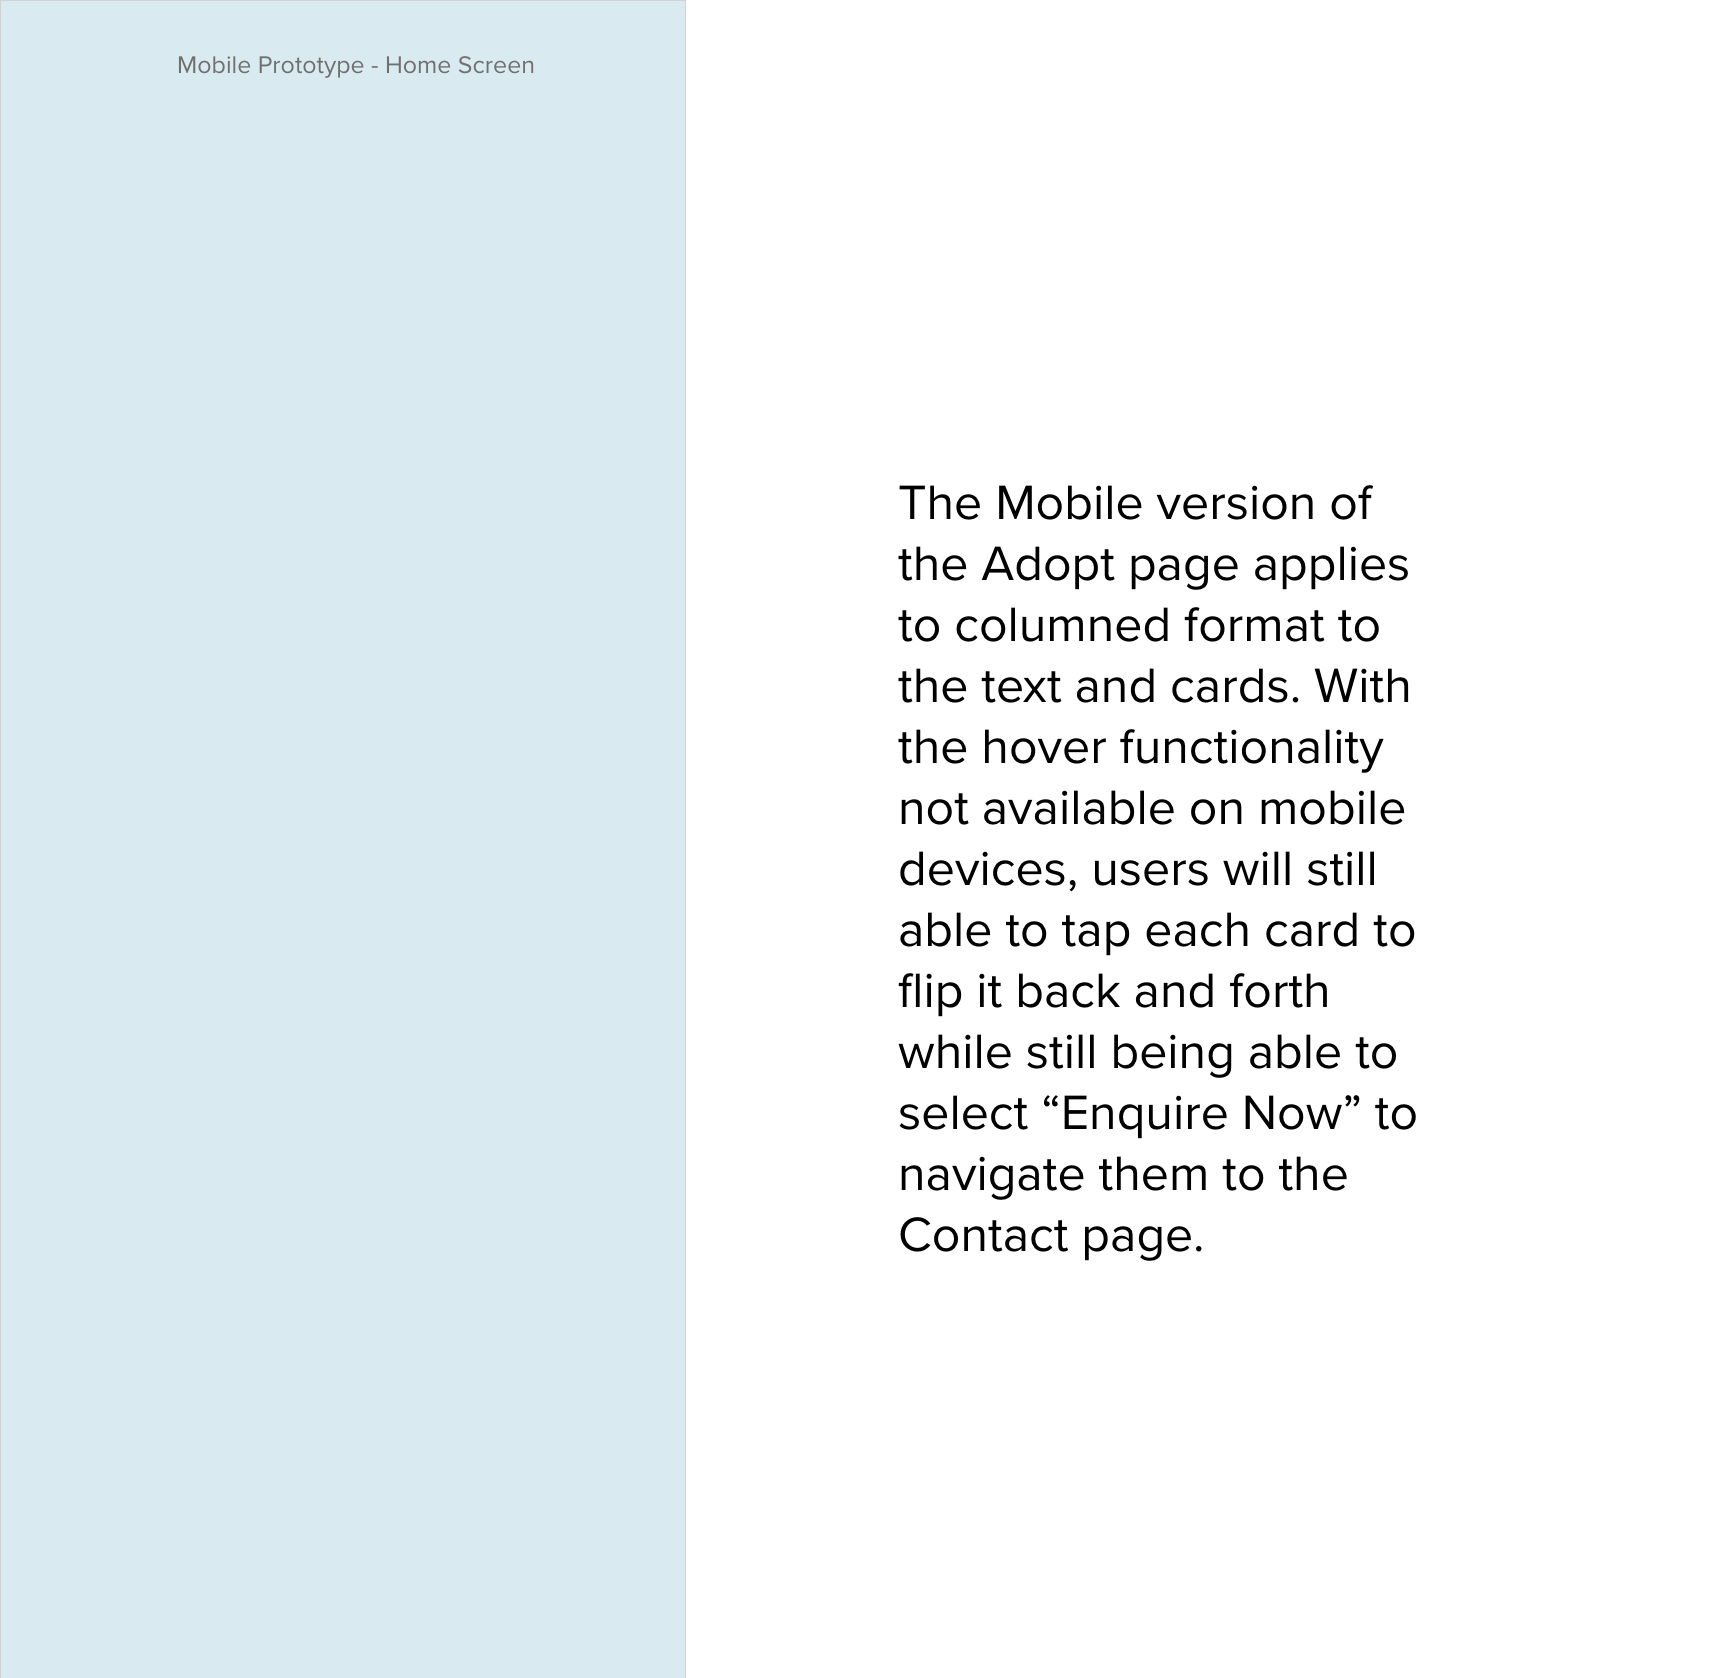 Mobile Prototype - Home Screen
The Mobile version of
the Adopt page applies
to columned format to
the text and cards. With
the hover functionality
not available on mobile
devices, users will still
able to tap each card to
flip it back and forth
while still being able to
select “Enquire Now” to
navigate them to the
Contact page.